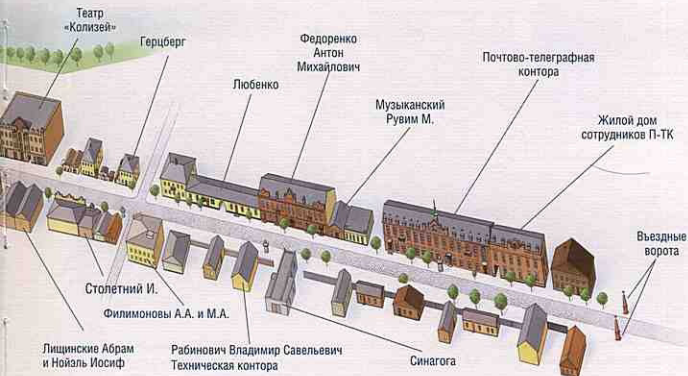 Театр
«Колизей»
Герцберг
Любенко
Федоренко
Антон
Михайлович
Музыканский
Рувим М.
Почтово-телеграфная
контора
Жилой дом
сотрудников П-ТК
Въездные
ворота
Столетний И.
Филимоновы А.А. и М.А.
Лищинские Абрам
и Нойэль Иосиф
Рабинович Владимир Савельевич
Техническая контора
Синагога